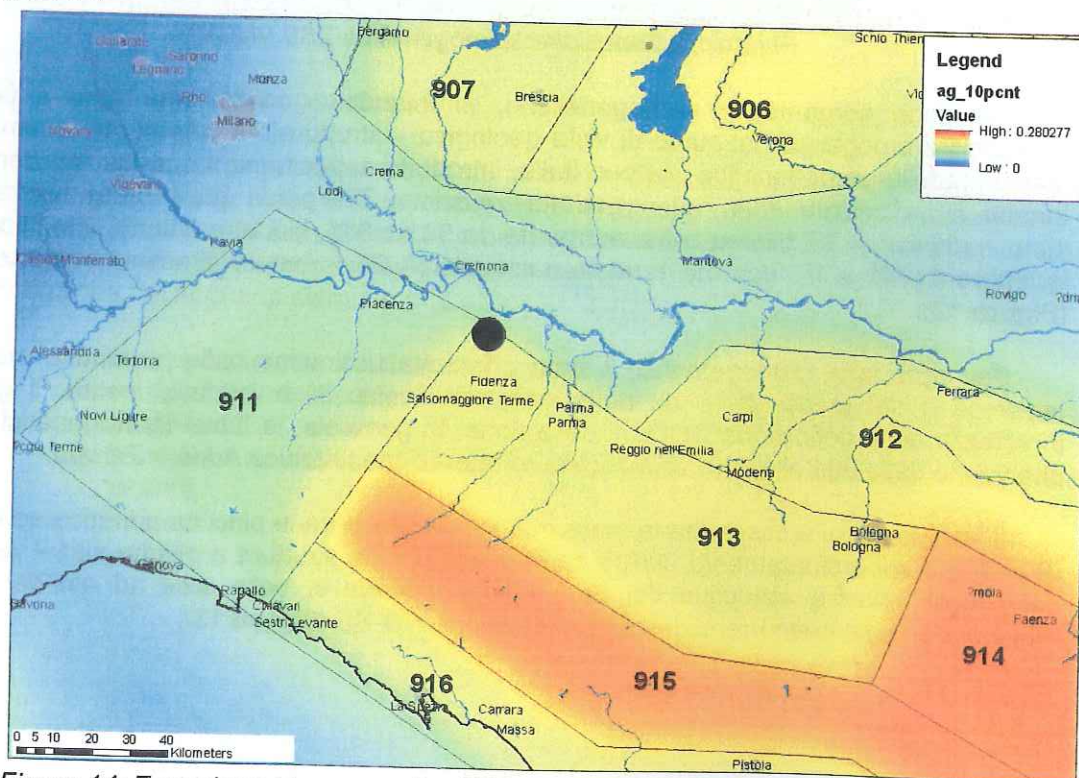 Bergamo
Gallarate
Saronno
Legnano
Monza
Rho
Milano
Novara
Vigevano
907
Brescia
906
Verona
Schio Thien
Legend
ag_10pcnt
Value
High : 0.280277
Low : 0
Crema
Lodi
Pavia
Casale Monferrato
Cremona
Mantova
Rovigo
Piacenza
Alessandria
Tortona
911
Novi Ligure
Acqui Terme
Fidenza
Salsomaggiore Terme
Parma
Parma
Reggio nell'Emilia
Carpi
Modena
Ferrara
912
913
Bologna
Bologna
?mola
Faenza
914
Genova
Savona
Rapallo
Chiavari
Sestri Levante
915
916
La Spezia
Carrara
Massa
Pistoia
0 5 10 20 30 40
Kilometers